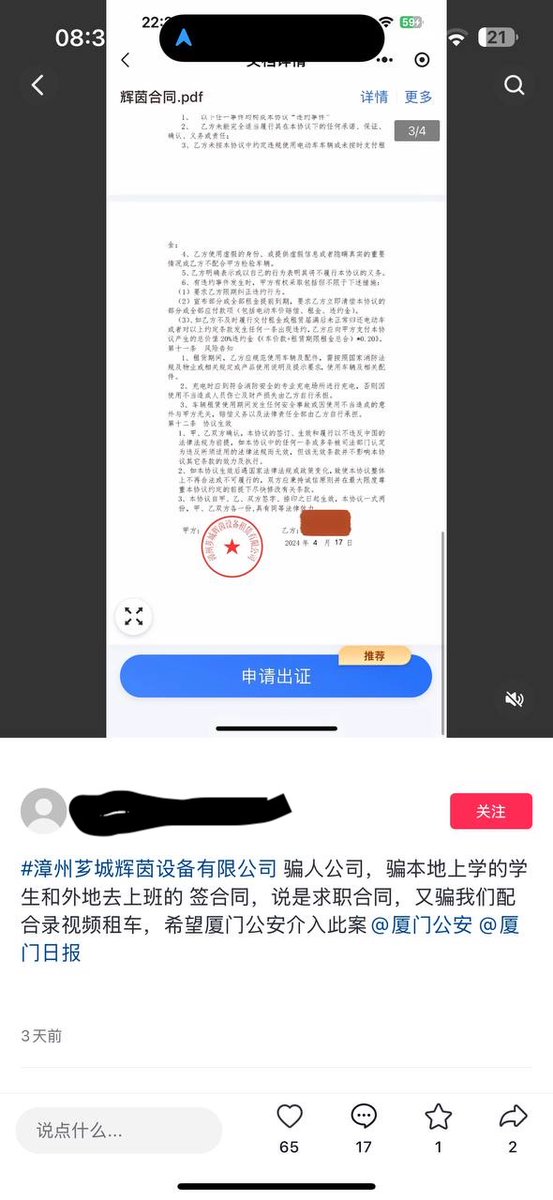 08:3
21
22:
59
文档详情
辉茵合同.pdf
详情 更多
3/4
1、 以下任一事件均构成本协议"违约事件"
2、 乙方未能完全适当履行其在本协议下的任何承诺、保证、
确认、义务或责任;
3、乙方未按本协议中约定违规使用电动车车辆或未按时支付租
金;
4、乙方使用虚假的身份、或提供虚假信息或者隐瞒真实的重要
情况或乙方不配合甲方检验车辆。
5、乙方明确表示或以自己的行为表明其将不履行本协议的义务。
6、有违约事件发生时,甲方有权采取包括但不限于下述措施:
(1)要求乙方限期纠正违约行为。
(2)宣布部分或全部租金提前到期,要求乙方立即清偿本协议的
部分或全部应付款项(包括电动车价赔偿、租金、违约金)。
(3)、如乙方不及时履行交付租金或租赁届满后未正常归还电动车
或者对以上约定条款发生任何一条出现违约,乙方应向甲方支付本协
议产生的总价值 20%违约金《(车价款+租期限租金总合)*0.20》。
第十一条 风险告知
1、租赁期间,乙方应规范使用车辆及配件,需按照国家消防法
规及物业或相关规定或产品使用说明及提示要求,使用车辆及相关配
件。
2、充电时应到符合消防安全的专业充电场所进行充电,否则因
使用不当造成人员伤亡及财产损失由乙方自行承担。
3、车辆租赁使用期间发生任何安全事故或因使用不当造成的意
外与甲方无关,赔偿义务以及法律责任全部由乙方自行承担。
第十二条 协议生效
1、甲、乙双方确认,本协议的签订、生效和履行以不违反中国的
法律法规为前提,如本协议中的任何一条或多条被司法部门认定
为违反所须适用的法律法规而无效,但该无效条款并不影响本协
议其它条款的效力及执行。
2、如本协议生效后遇国家法律法规或政策变化,致使本协议整体
上不再合法或不可履行的,双方应秉持诚信原则并在最大限度尊
重本协议约定的前提下尽快修改有关条款。
3、本协议自甲、乙、双方签字、捺印之日起生效,本协议一式两
份,甲、乙双方各一份,具有同等法律效力。
甲方:
乙方:
漳州芗城辉茵设备租赁有限公司
2024 年 4 月 17 日
推荐
申请出证
关注
#漳州芗城辉茵设备有限公司 骗人公司,骗本地上学的学
生和外地去上班的 签合同,说是求职合同,又骗我们配
合录视频租车,希望厦门公安介入此案@厦门公安 @厦
门日报
3天前
说点什么...
65
17
1
2